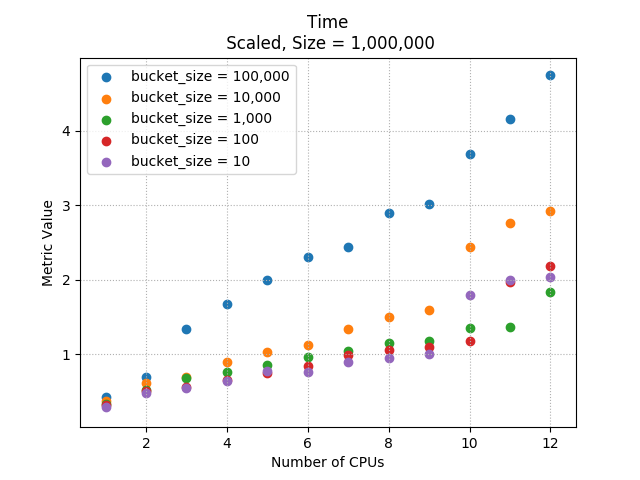 Time
Scaled, Size = 1,000,000
bucket_size = 100,000
bucket_size = 10,000
bucket_size = 1,000
bucket_size = 100
bucket_size = 10
Metric Value
4
3
2
1
2
4
6
8
10
12
Number of CPUs